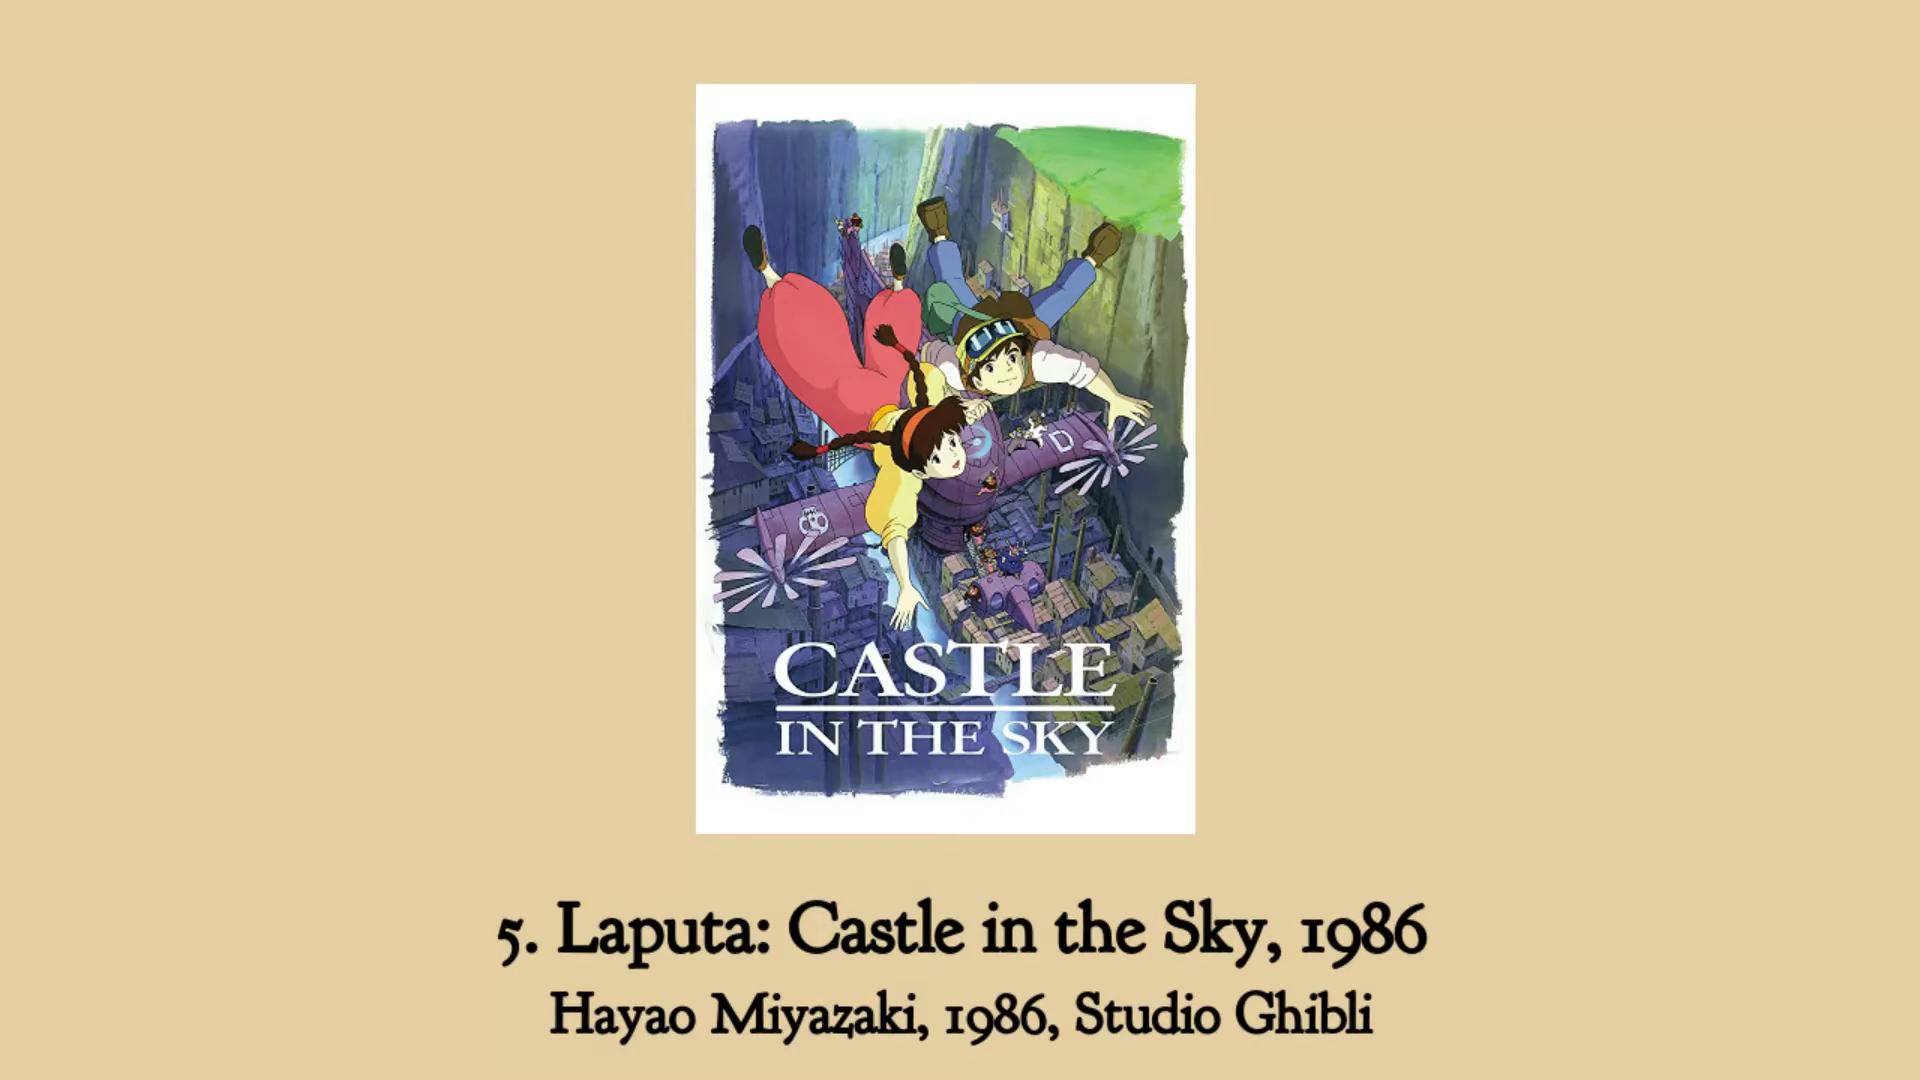 D
CASTLE
IN THE SKY
5. Laputa: Castle in the Sky, 1986
Hayao Miyazaki, 1986, Studio Ghibli